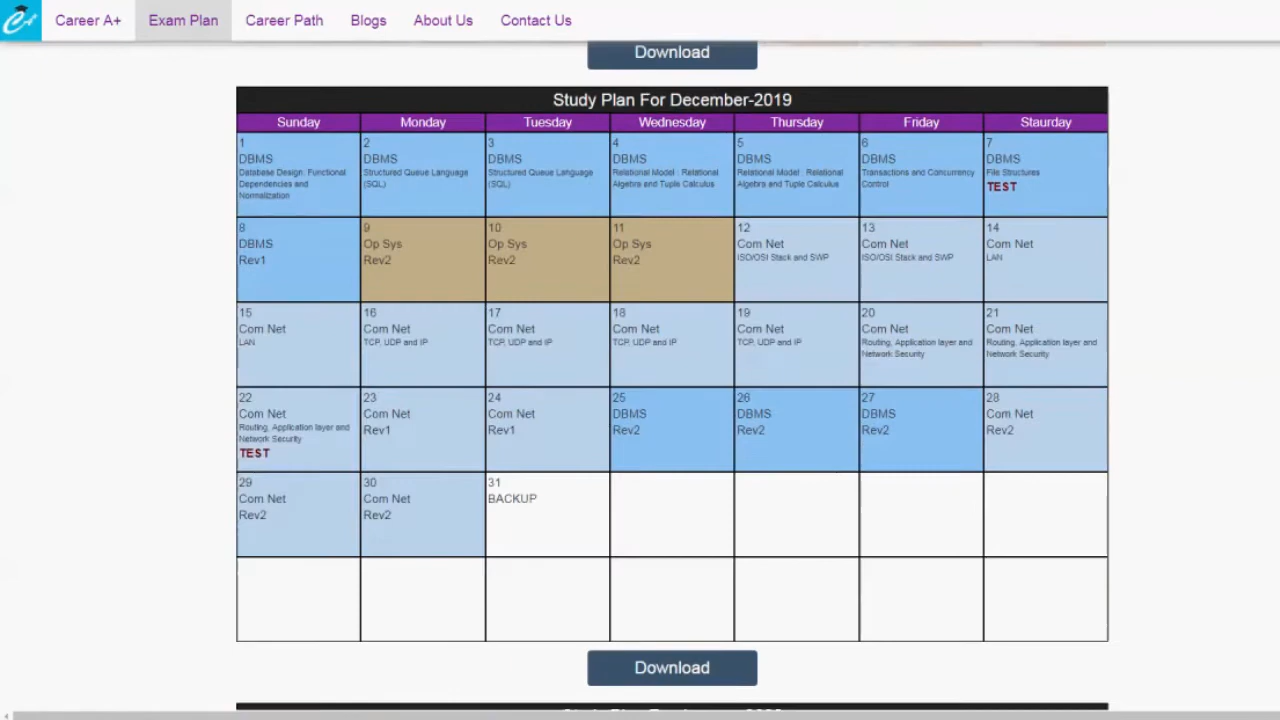 Career A+ Exam Plan Career Path Blogs About Us Contact Us
Download
Study Plan For December-2019
Sunday Monday Tuesday Wednesday Thursday Friday Staurday
1
DBMS
Database Design: Functional
Dependencies and
Normalization
2
DBMS
Structured Queue Language
(SQL)
3
DBMS
Structured Queue Language
(SQL)
4
DBMS
Relational Model : Relational
Algebra and Tuple Calculus
5
DBMS
Relational Model : Relational
Algebra and Tuple Calculus
6
DBMS
Transactions and Concurrency
Control
7
DBMS
File Structures
TEST
8
DBMS
Rev1
9
Op Sys
Rev2
10
Op Sys
Rev2
11
Op Sys
Rev2
12
Com Net
ISO/OSI Stack and SWP
13
Com Net
ISO/OSI Stack and SWP
14
Com Net
LAN
15
Com Net
LAN
16
Com Net
TCP, UDP and IP
17
Com Net
TCP, UDP and IP
18
Com Net
TCP, UDP and IP
19
Com Net
TCP, UDP and IP
20
Com Net
Routing, Application layer and
Network Security
21
Com Net
Routing, Application layer and
Network Security
22
Com Net
Routing, Application layer and
Network Security
TEST
23
Com Net
Rev1
24
Com Net
Rev1
25
DBMS
Rev2
26
DBMS
Rev2
27
DBMS
Rev2
28
Com Net
Rev2
29
Com Net
Rev2
30
Com Net
Rev2
31
BACKUP
Download